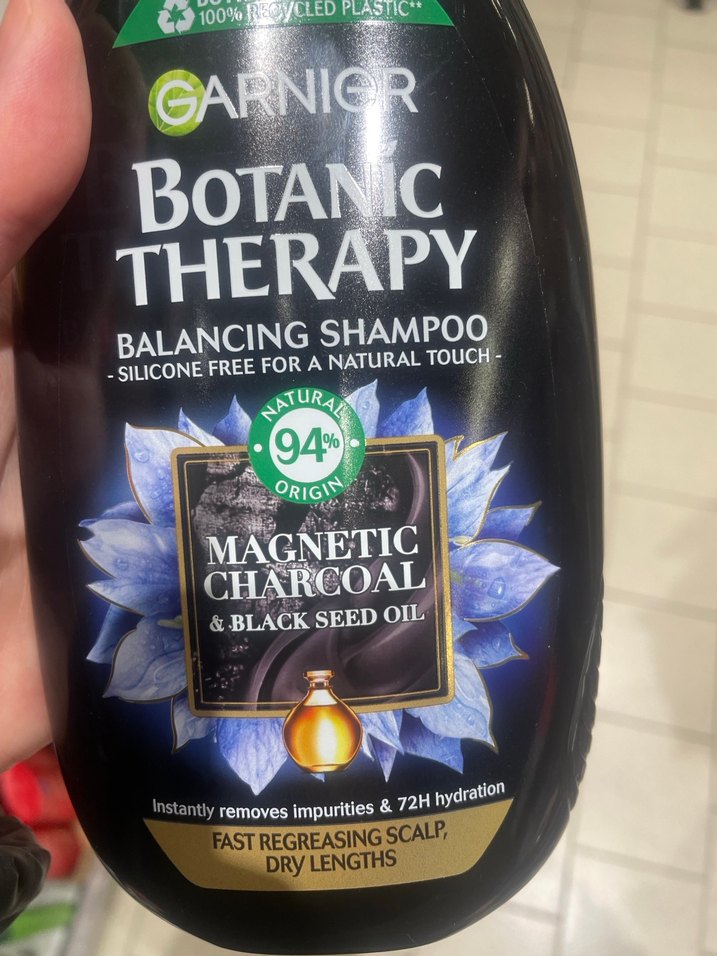 100% RECYCLED PLASTIC**
GARNIER
BOTANIC
THERAPY
BALANCING SHAMPOO
- SILICONE FREE FOR A NATURAL TOUCH -
NATURAL
94%
ORIGIN
MAGNETIC
CHARCOAL
& BLACK SEED OIL
Instantly removes impurities & 72H hydration
FAST REGREASING SCALP,
DRY LENGTHS